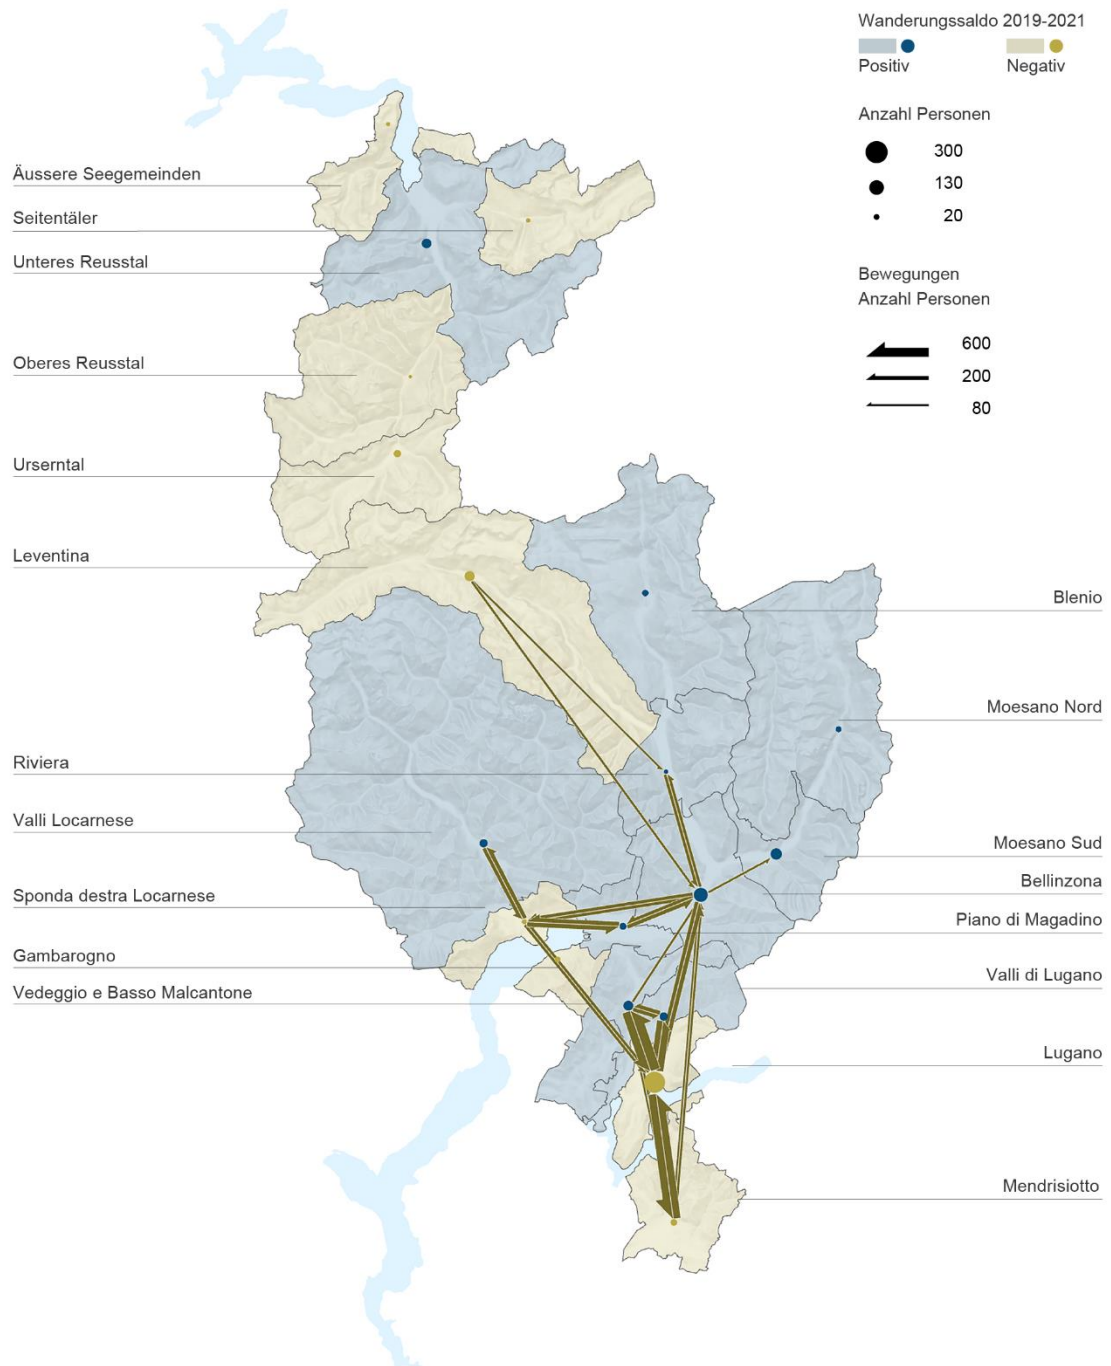 Wanderungssaldo 2019-2021
Positiv
Negativ
Anzahl Personen
300
130
20
Bewegungen
Anzahl Personen
600
200
80
Äussere Seegemeinden
Seitentäler
Unteres Reusstal
Oberes Reusstal
Urserntal
Leventina
Riviera
Valli Locarnese
Sponda destra Locarnese
Gambarogno
Vedeggio e Basso Malcantone
Blenio
Moesano Nord
Moesano Sud
Bellinzona
Piano di Magadino
Valli di Lugano
Lugano
Mendrisiotto